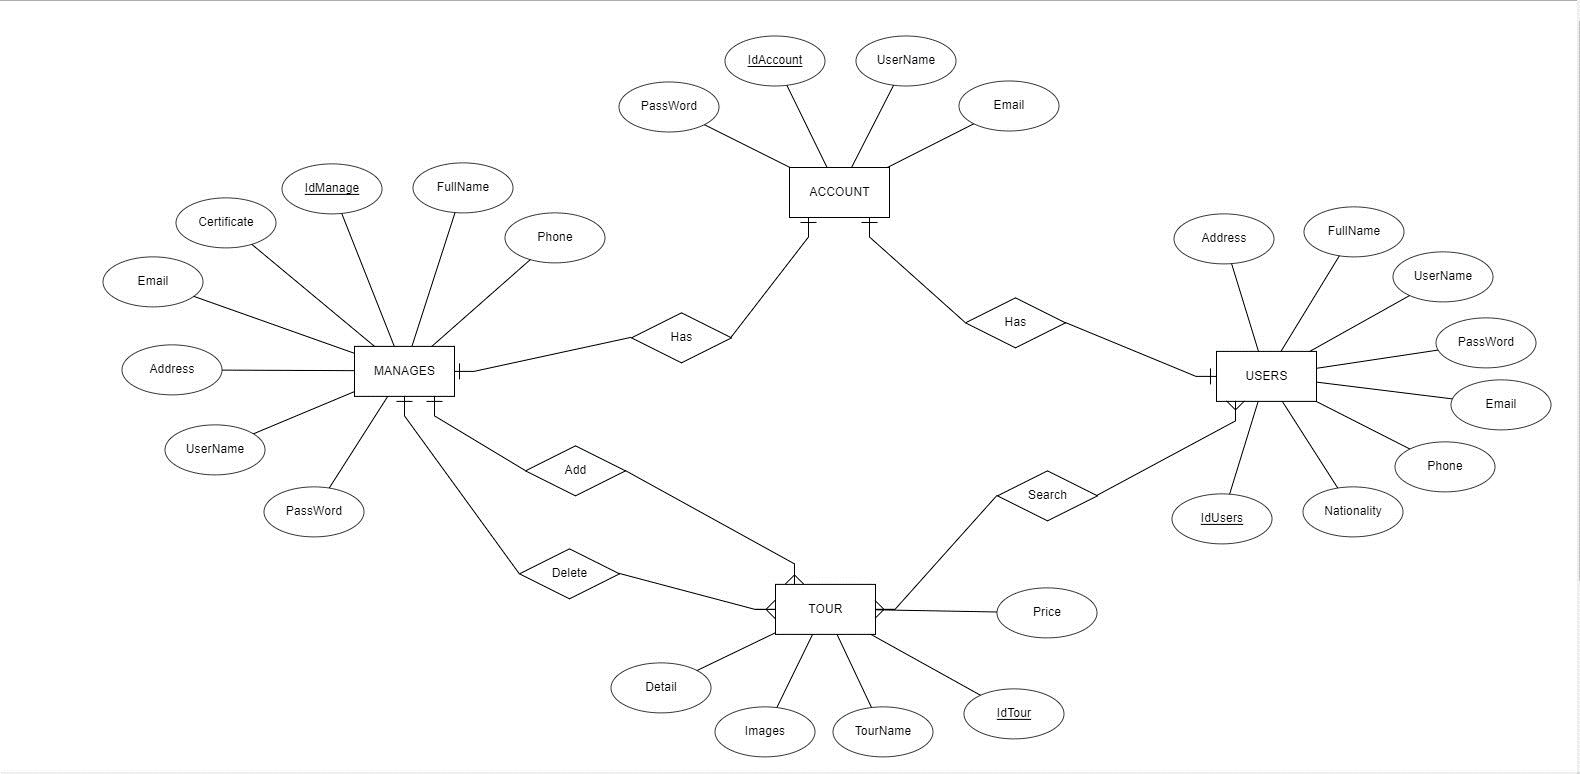 IdAccount
UserName
PassWord
Email
ACCOUNT
IdManage
FullName
Certificate
Phone
Email
Address
MANAGES
UserName
PassWord
Has
Has
Address
FullName
UserName
PassWord
USERS
Email
Phone
IdUsers
Nationality
Add
Search
Delete
TOUR
Price
Detail
Images
TourName
IdTour